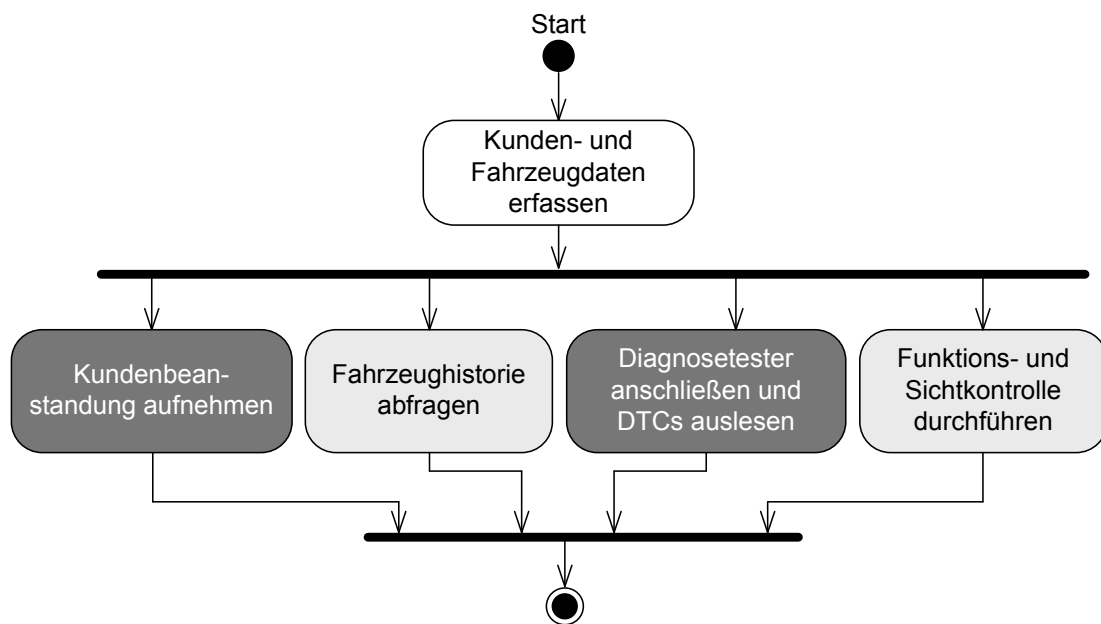 Start
Kunden- und
Fahrzeugdaten
erfassen
Kundenbean-
standung aufnehmen
Fahrzeughistorie
abfragen
Diagnosetester
anschließen und
DTCs auslesen
Funktions- und
Sichtkontrolle
durchführen